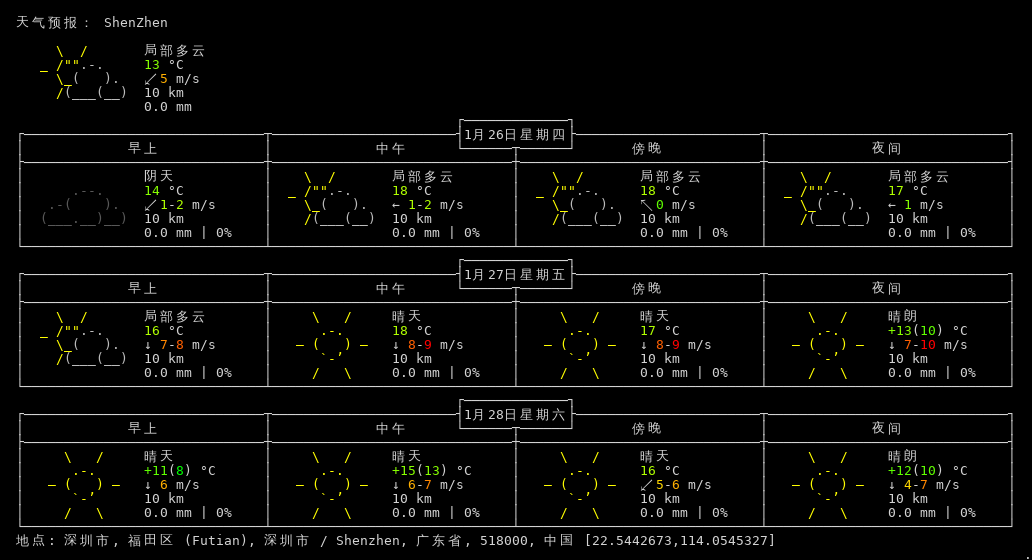 天气预报: ShenZhen
局部多云
13 °C
↙ 5 m/s
10 km
0.0 mm
1月26日星期四
早上 中午 傍晚 夜间
阴天 局部多云 局部多云 局部多云
14 °C 18 °C 18 °C 17 °C
↙ 1-2 m/s ← 1-2 m/s ↖ 0 m/s ← 1 m/s
10 km 10 km 10 km 10 km
0.0 mm | 0% 0.0 mm | 0% 0.0 mm | 0% 0.0 mm | 0%
1月27日星期五
早上 中午 傍晚 夜间
局部多云 晴天 晴天 晴朗
16 °C 18 °C 17 °C +13(10) °C
↓ 7-8 m/s ↓ 8-9 m/s ↓ 8-9 m/s ↓ 7-10 m/s
10 km 10 km 10 km 10 km
0.0 mm | 0% 0.0 mm | 0% 0.0 mm | 0% 0.0 mm | 0%
1月28日星期六
早上 中午 傍晚 夜间
晴天 晴天 晴天 晴朗
+11(8) °C +15(13) °C 16 °C +12(10) °C
↓ 6 m/s ↓ 6-7 m/s ↙ 5-6 m/s ↓ 4-7 m/s
10 km 10 km 10 km 10 km
0.0 mm | 0% 0.0 mm | 0% 0.0 mm | 0% 0.0 mm | 0%
地点: 深圳市, 福田区 (Futian), 深圳市 / Shenzhen, 广东省, 518000, 中国 [22.5442673,114.0545327]